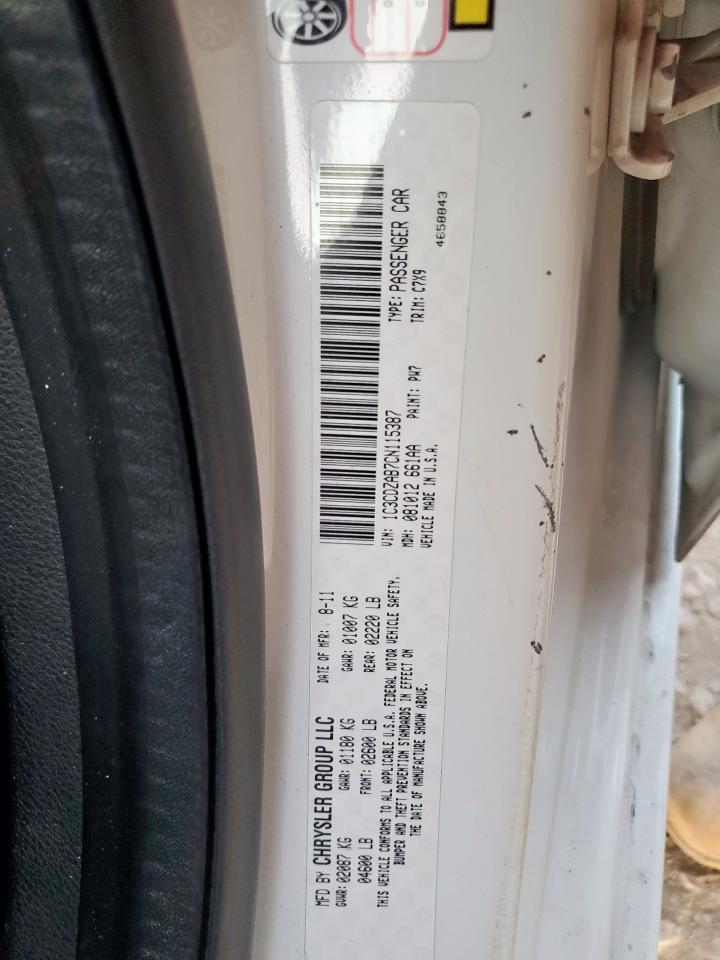 MFD BY CHRYSLER GROUP LLC DATE OF MFR: 8-11
GVWR: 02087 KG GAWR: 01180 KG GAWR: 01007 KG
04600 LB FRONT: 02600 LB REAR: 02220 LB
THIS VEHICLE CONFORMS TO ALL APPLICABLE U.S.A. FEDERAL MOTOR VEHICLE SAFETY,
BUMPER AND THEFT PREVENTION STANDARDS IN EFFECT ON
THE DATE OF MANUFACTURE SHOWN ABOVE.
VIN: 1C3CDZAB7CN115387 TYPE: PASSENGER CAR
MDH: 081012 661AA PAINT: PW7 TRIM: C7X9
VEHICLE MADE IN U.S.A. 4658843